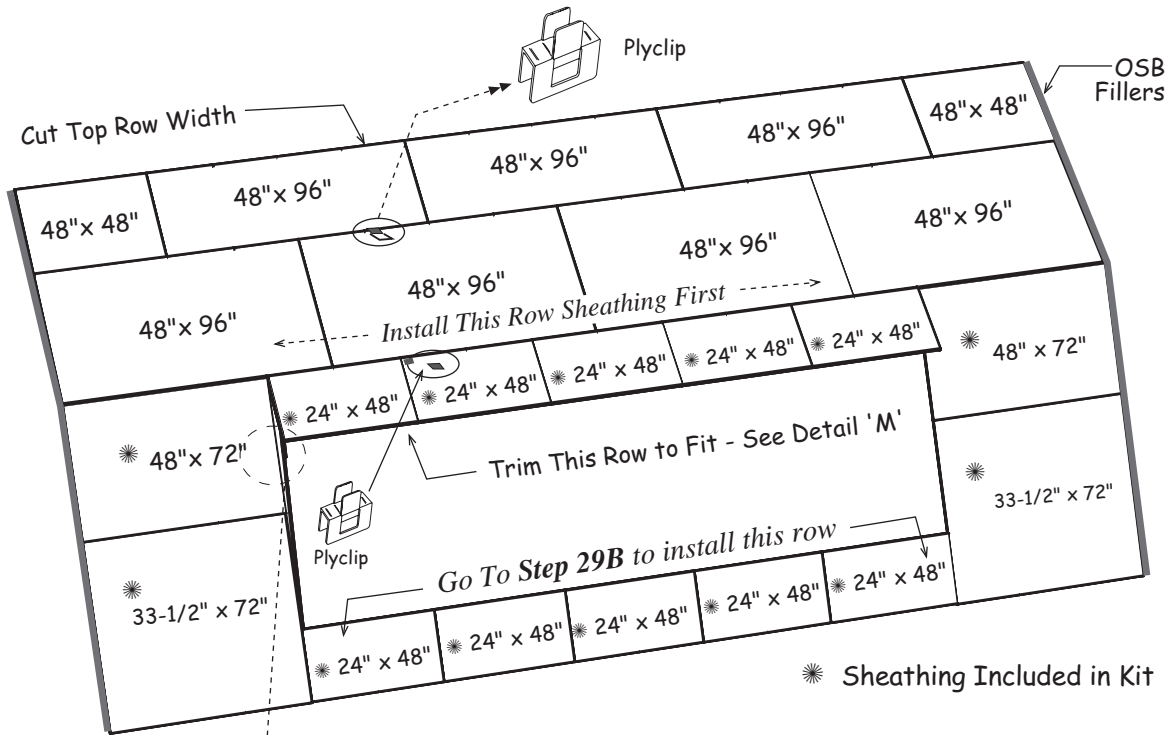 Plyclip
OSB
Fillers
Cut Top Row Width
48"x 48"
48"x 96"
48"x 96"
48"x 96"
48"x 48"
48"x 96"
48"x 96"
48"x 96"
48"x 96"
Install This Row Sheathing First
48"x 72"
24" x 48"
24" x 48"
24" x 48"
24" x 48"
24" x 48"
48" x 72"
Trim This Row to Fit - See Detail 'M'
Plyclip
33-1/2" x 72"
33-1/2" x 72"
Go To Step 29B to install this row
24" x 48"
24" x 48"
24" x 48"
24" x 48"
24" x 48"
Sheathing Included in Kit